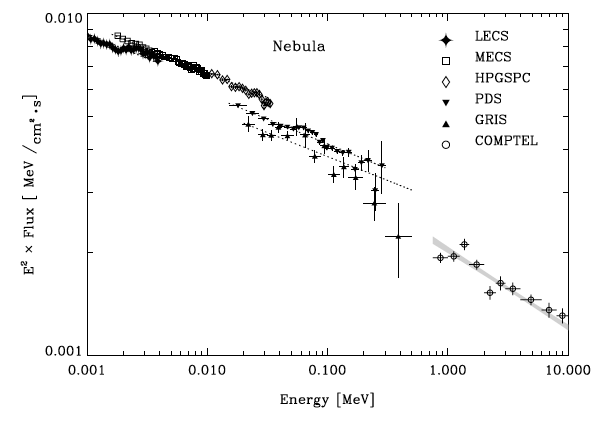 0.010
Nebula
LECS
MECS
HPGSPC
PDS
GRIS
COMPTEL
E² × Flux [ MeV / cm² • s]
0.001
0.001 0.010 0.100 1.000 10.000
Energy [MeV]